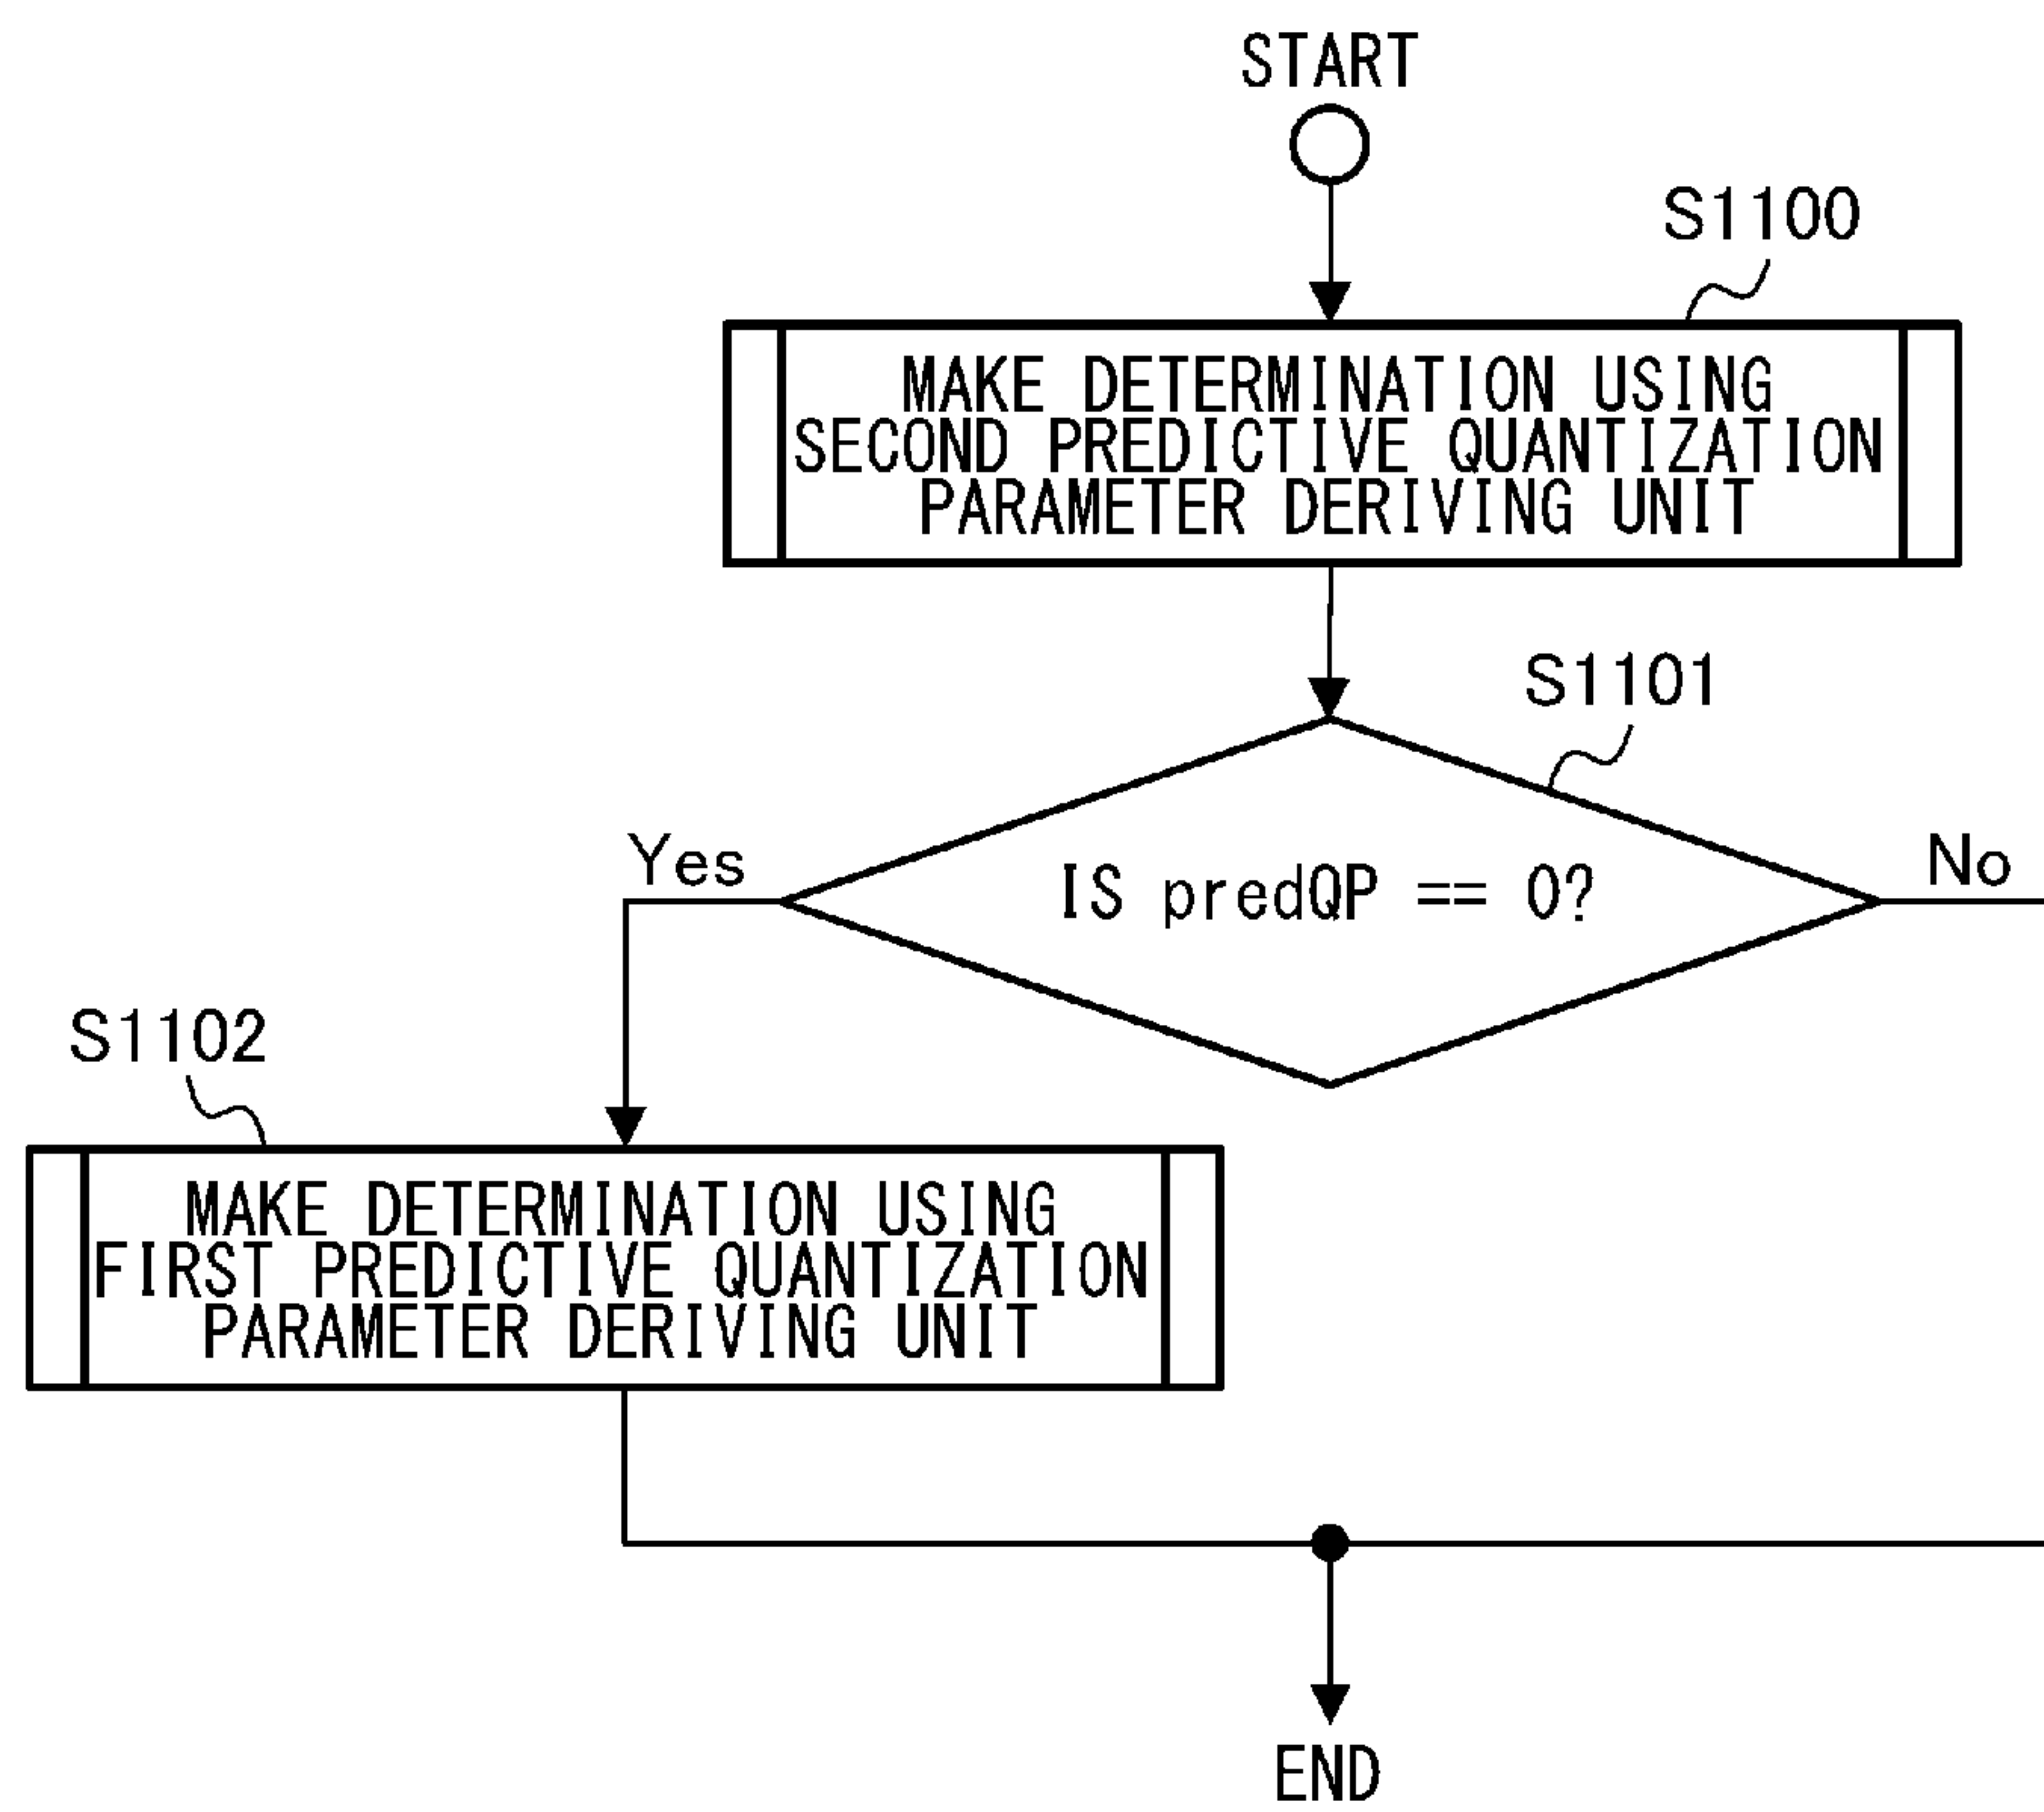 START
S1100
MAKE DETERMINATION USING
SECOND PREDICTIVE QUANTIZATION
PARAMETER DERIVING UNIT
S1101
Yes
IS predQP == 0?
No
S1102
MAKE DETERMINATION USING
FIRST PREDICTIVE QUANTIZATION
PARAMETER DERIVING UNIT
END